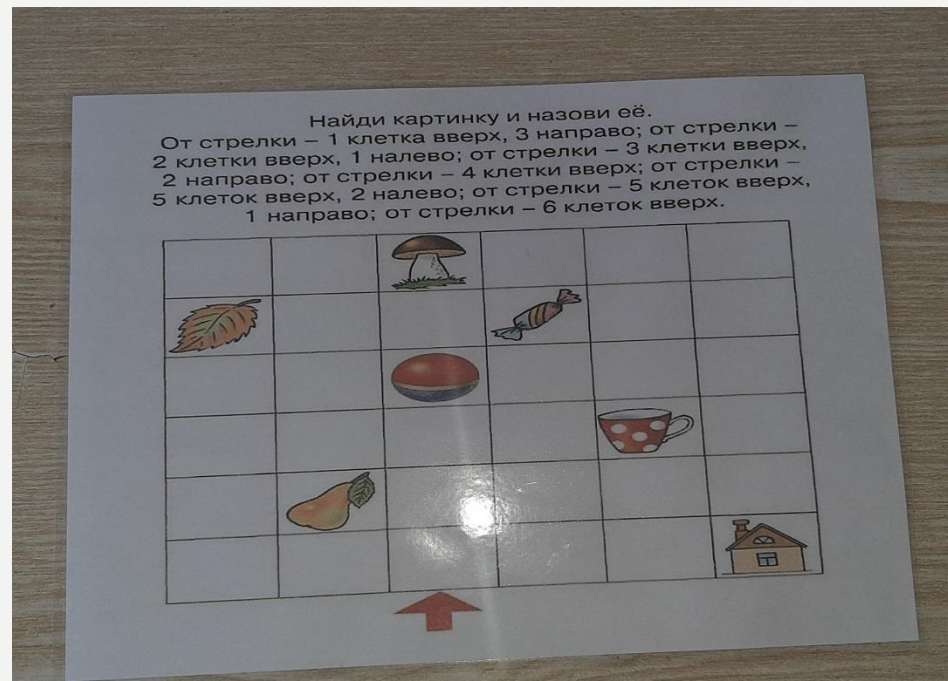 Найди картинку и назови её.
От стрелки – 1 клетка вверх, 3 направо; от стрелки –
2 клетки вверх, 1 налево; от стрелки – 3 клетки вверх,
2 направо; от стрелки – 4 клетки вверх; от стрелки –
5 клеток вверх, 2 налево; от стрелки – 5 клеток вверх,
1 направо; от стрелки – 6 клеток вверх.